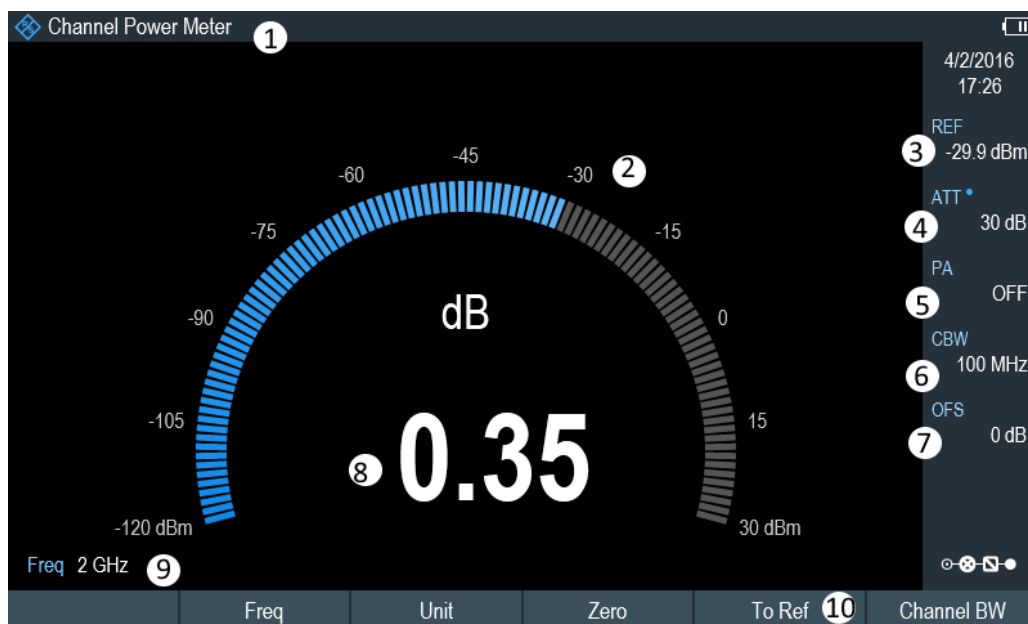 Channel Power Meter
1
4/2/2016
17:26
REF
3
-29.9 dBm
ATT
4
30 dB
PA
5
OFF
CBW
6
100 MHz
OFS
7
0 dB
-45
-60
-30
2
-75
-15
-90
0
dB
-105
15
8
0.35
-120 dBm
30 dBm
Freq 2 GHz
9
Freq
Unit
Zero
To Ref
10
Channel BW